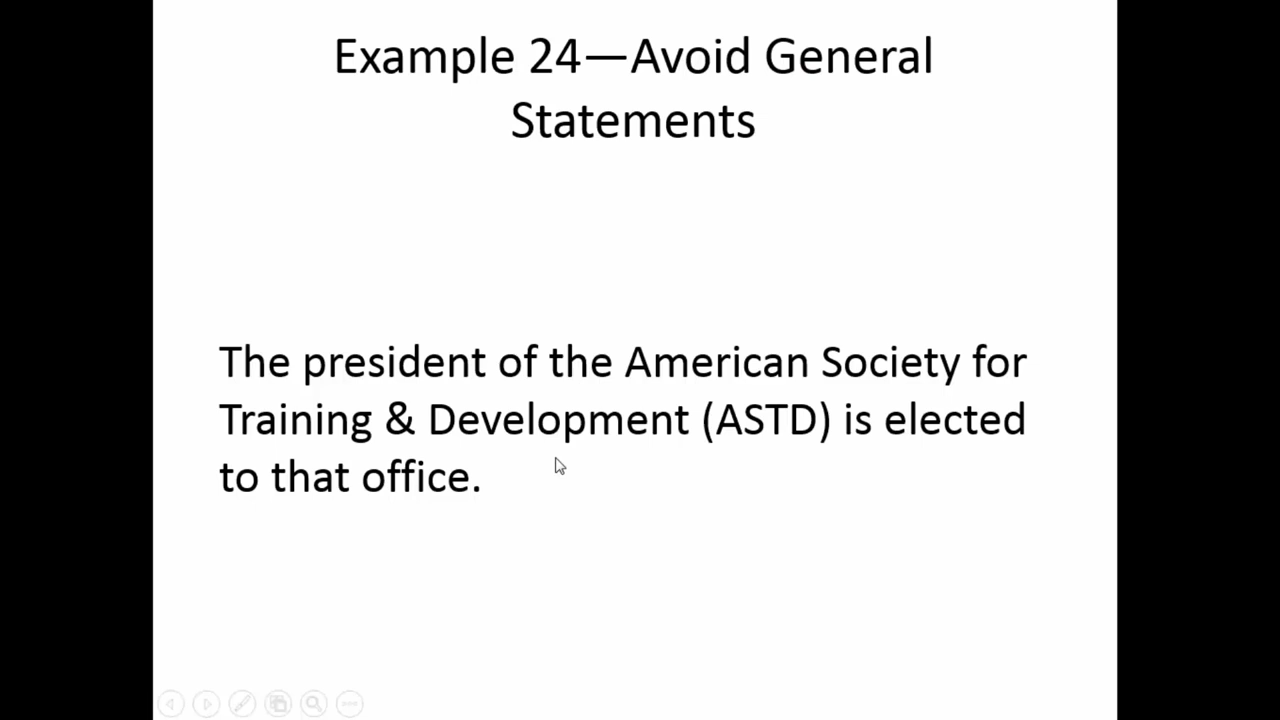 Example 24—Avoid General
Statements
The president of the American Society for
Training & Development (ASTD) is elected
to that office.